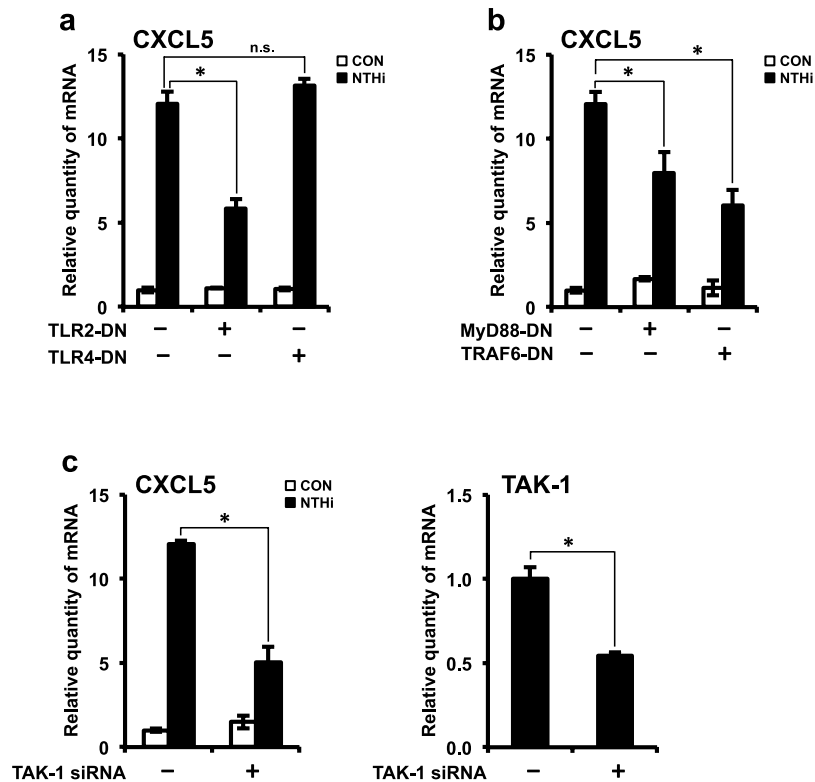 a
CXCL5
n.s.
*
CON
NTHi
Relative quantity of mRNA
15
10
5
0
TLR2-DN − + −
TLR4-DN − − +
b
CXCL5
*
*
CON
NTHi
Relative quantity of mRNA
15
10
5
0
MyD88-DN − + −
TRAF6-DN − − +
c
CXCL5
*
CON
NTHi
Relative quantity of mRNA
15
10
5
0
TAK-1 siRNA − +
TAK-1
*
Relative quantity of mRNA
1.5
1.0
0.5
0.0
TAK-1 siRNA − +